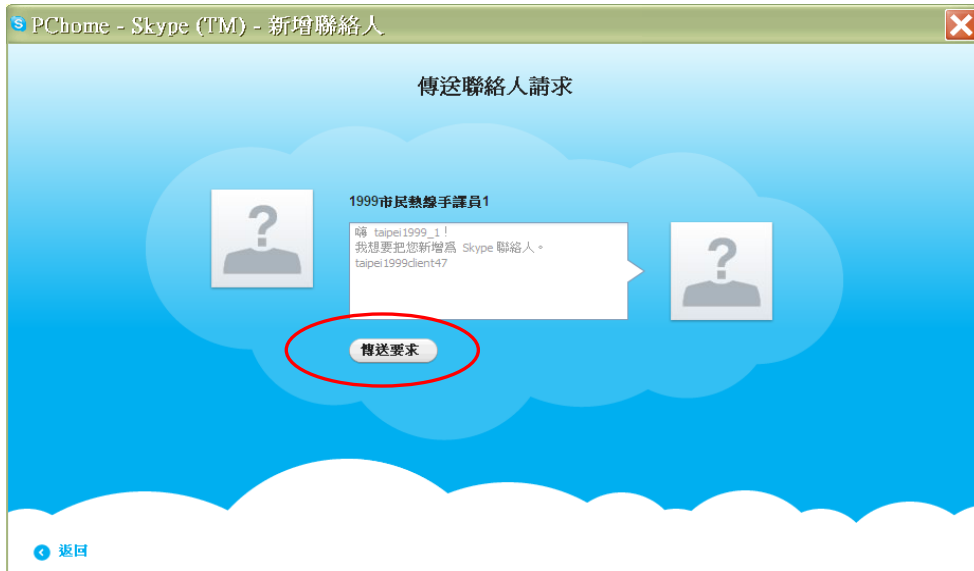 PChome - Skype (TM) - 新增聯絡人
傳送聯絡人請求
1999市民熱線手譯員1
嗨 taipei1999_1！
我想要把您新增為 Skype 聯絡人。
taipei1999client47
傳送要求
返回